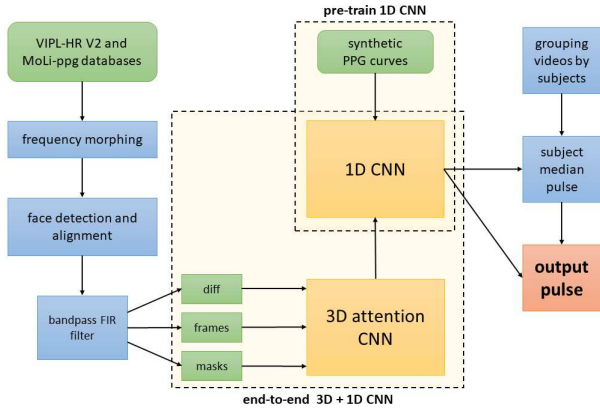 pre-train 1D CNN
VIPL-HR V2 and
MoLi-ppg databases
synthetic
PPG curves
grouping
videos by
subjects
frequency morphing
1D CNN
subject
median
pulse
face detection and
alignment
diff
frames
masks
3D attention
CNN
output
pulse
bandpass FIR
filter
end-to-end 3D + 1D CNN